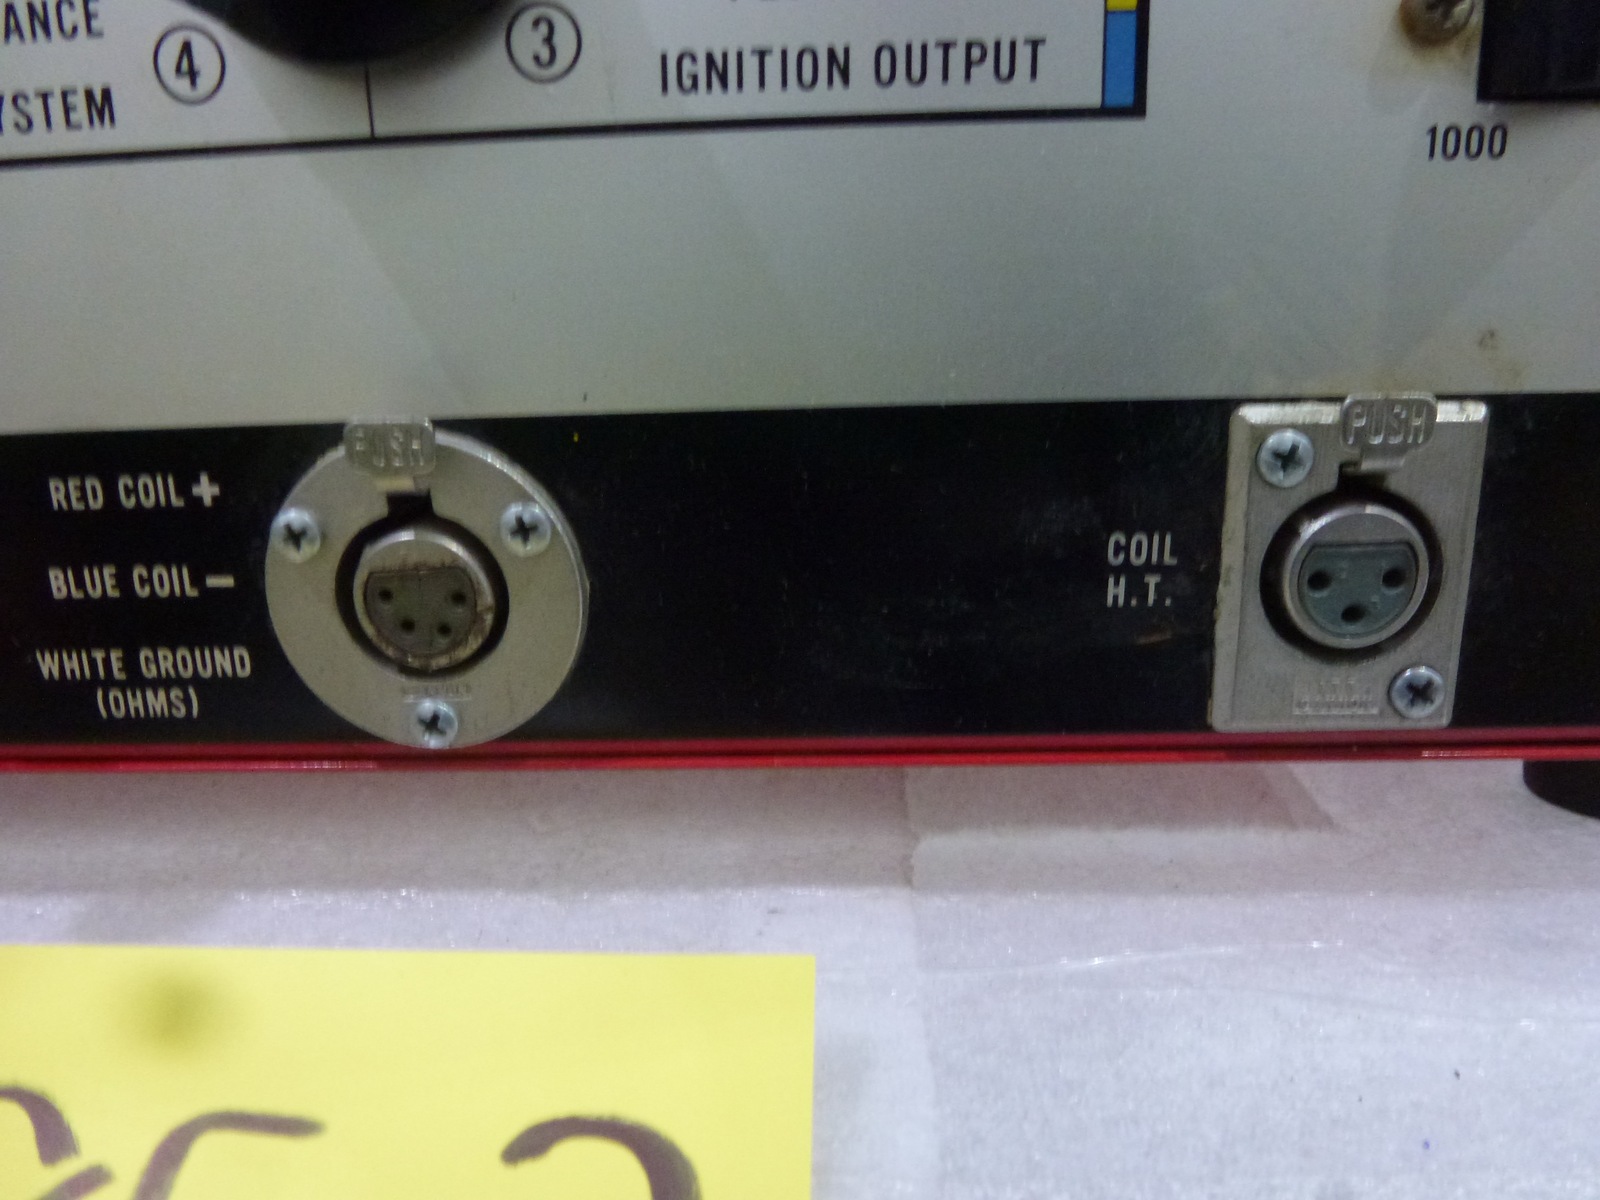 ANCE
YSTEM
4
3
IGNITION OUTPUT
1000
PUSH
PUSH
RED COIL +
BLUE COIL −
WHITE GROUND
(OHMS)
COIL
H.T.